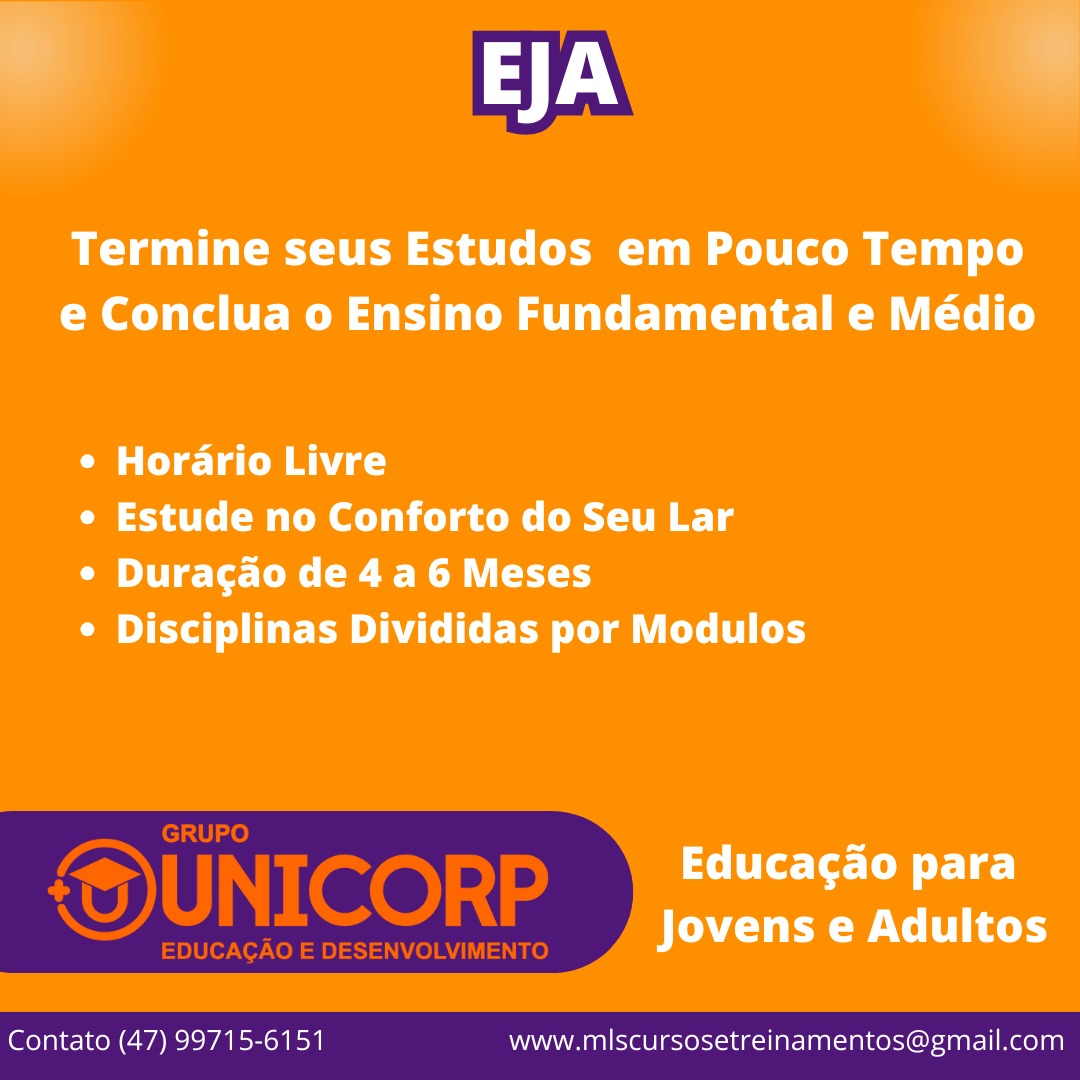 EJA
Termine seus Estudos em Pouco Tempo
e Conclua o Ensino Fundamental e Médio
• Horário Livre
• Estude no Conforto do Seu Lar
• Duração de 4 a 6 Meses
• Disciplinas Divididas por Modulos
GRUPO
UNICORP
EDUCAÇÃO E DESENVOLVIMENTO
Educação para
Jovens e Adultos
Contato (47) 99715-6151
www.mlscursosetreinamentos@gmail.com